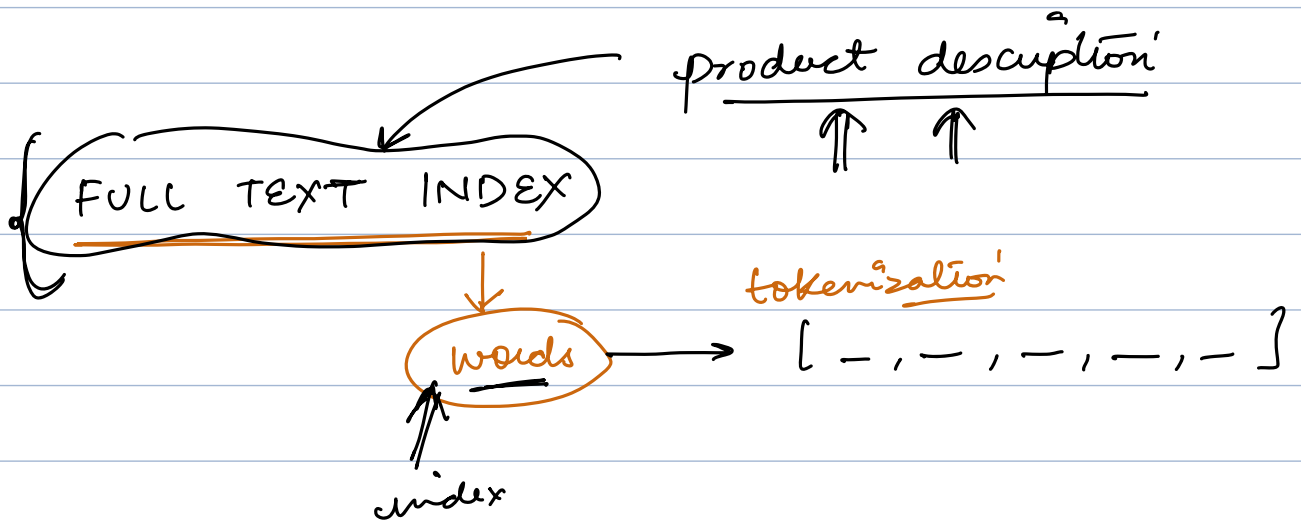 product description
FULL TEXT INDEX
tokenization
words → [ _ , _ , _ , _ , _ ]
index